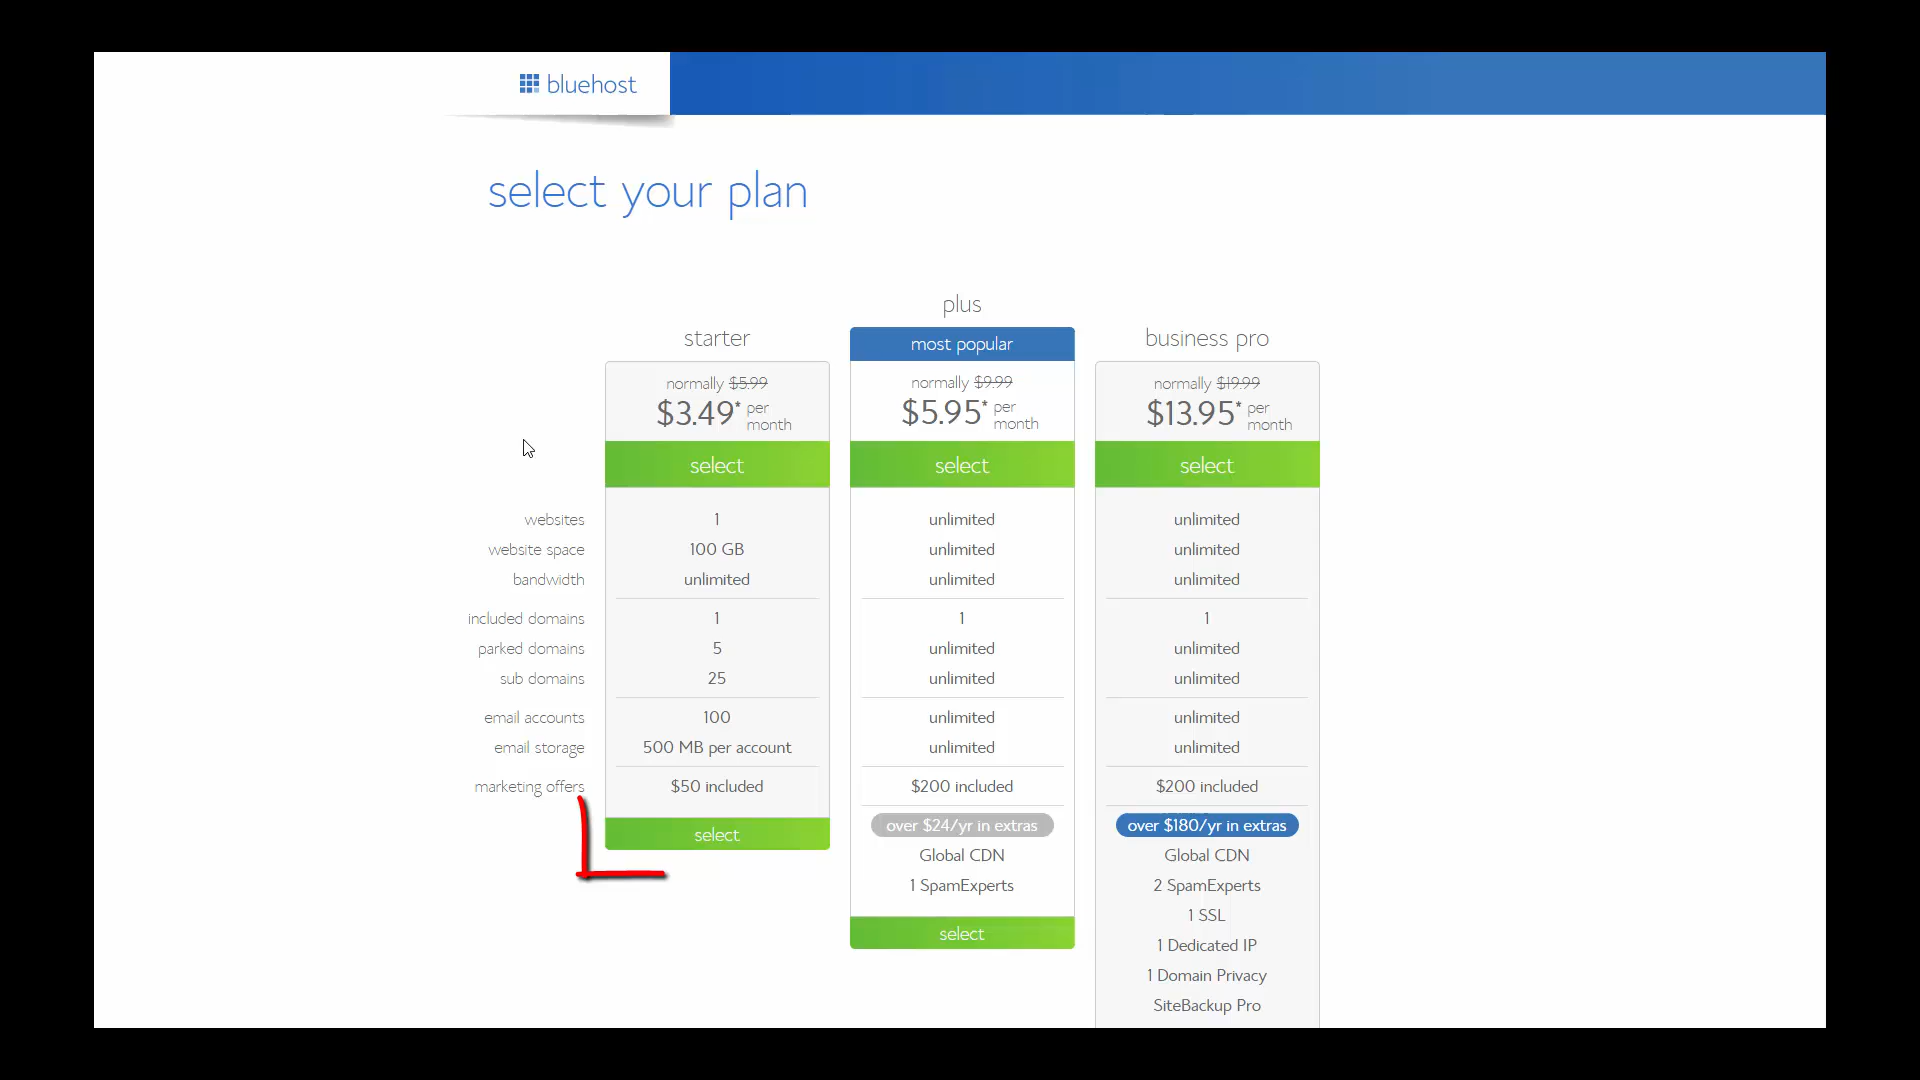 bluehost
select your plan
starter
normally $5.99
$3.49* per month
select
plus
most popular
normally $9.99
$5.95* per month
select
business pro
normally $19.99
$13.95* per month
select
websites 1 unlimited unlimited
website space 100 GB unlimited unlimited
bandwidth unlimited unlimited unlimited
included domains 1 1 1
parked domains 5 unlimited unlimited
sub domains 25 unlimited unlimited
email accounts 100 unlimited unlimited
email storage 500 MB per account unlimited unlimited
marketing offers $50 included $200 included $200 included
select
over $24/yr in extras
Global CDN
1 SpamExperts
select
over $180/yr in extras
Global CDN
2 SpamExperts
1 SSL
1 Dedicated IP
1 Domain Privacy
SiteBackup Pro